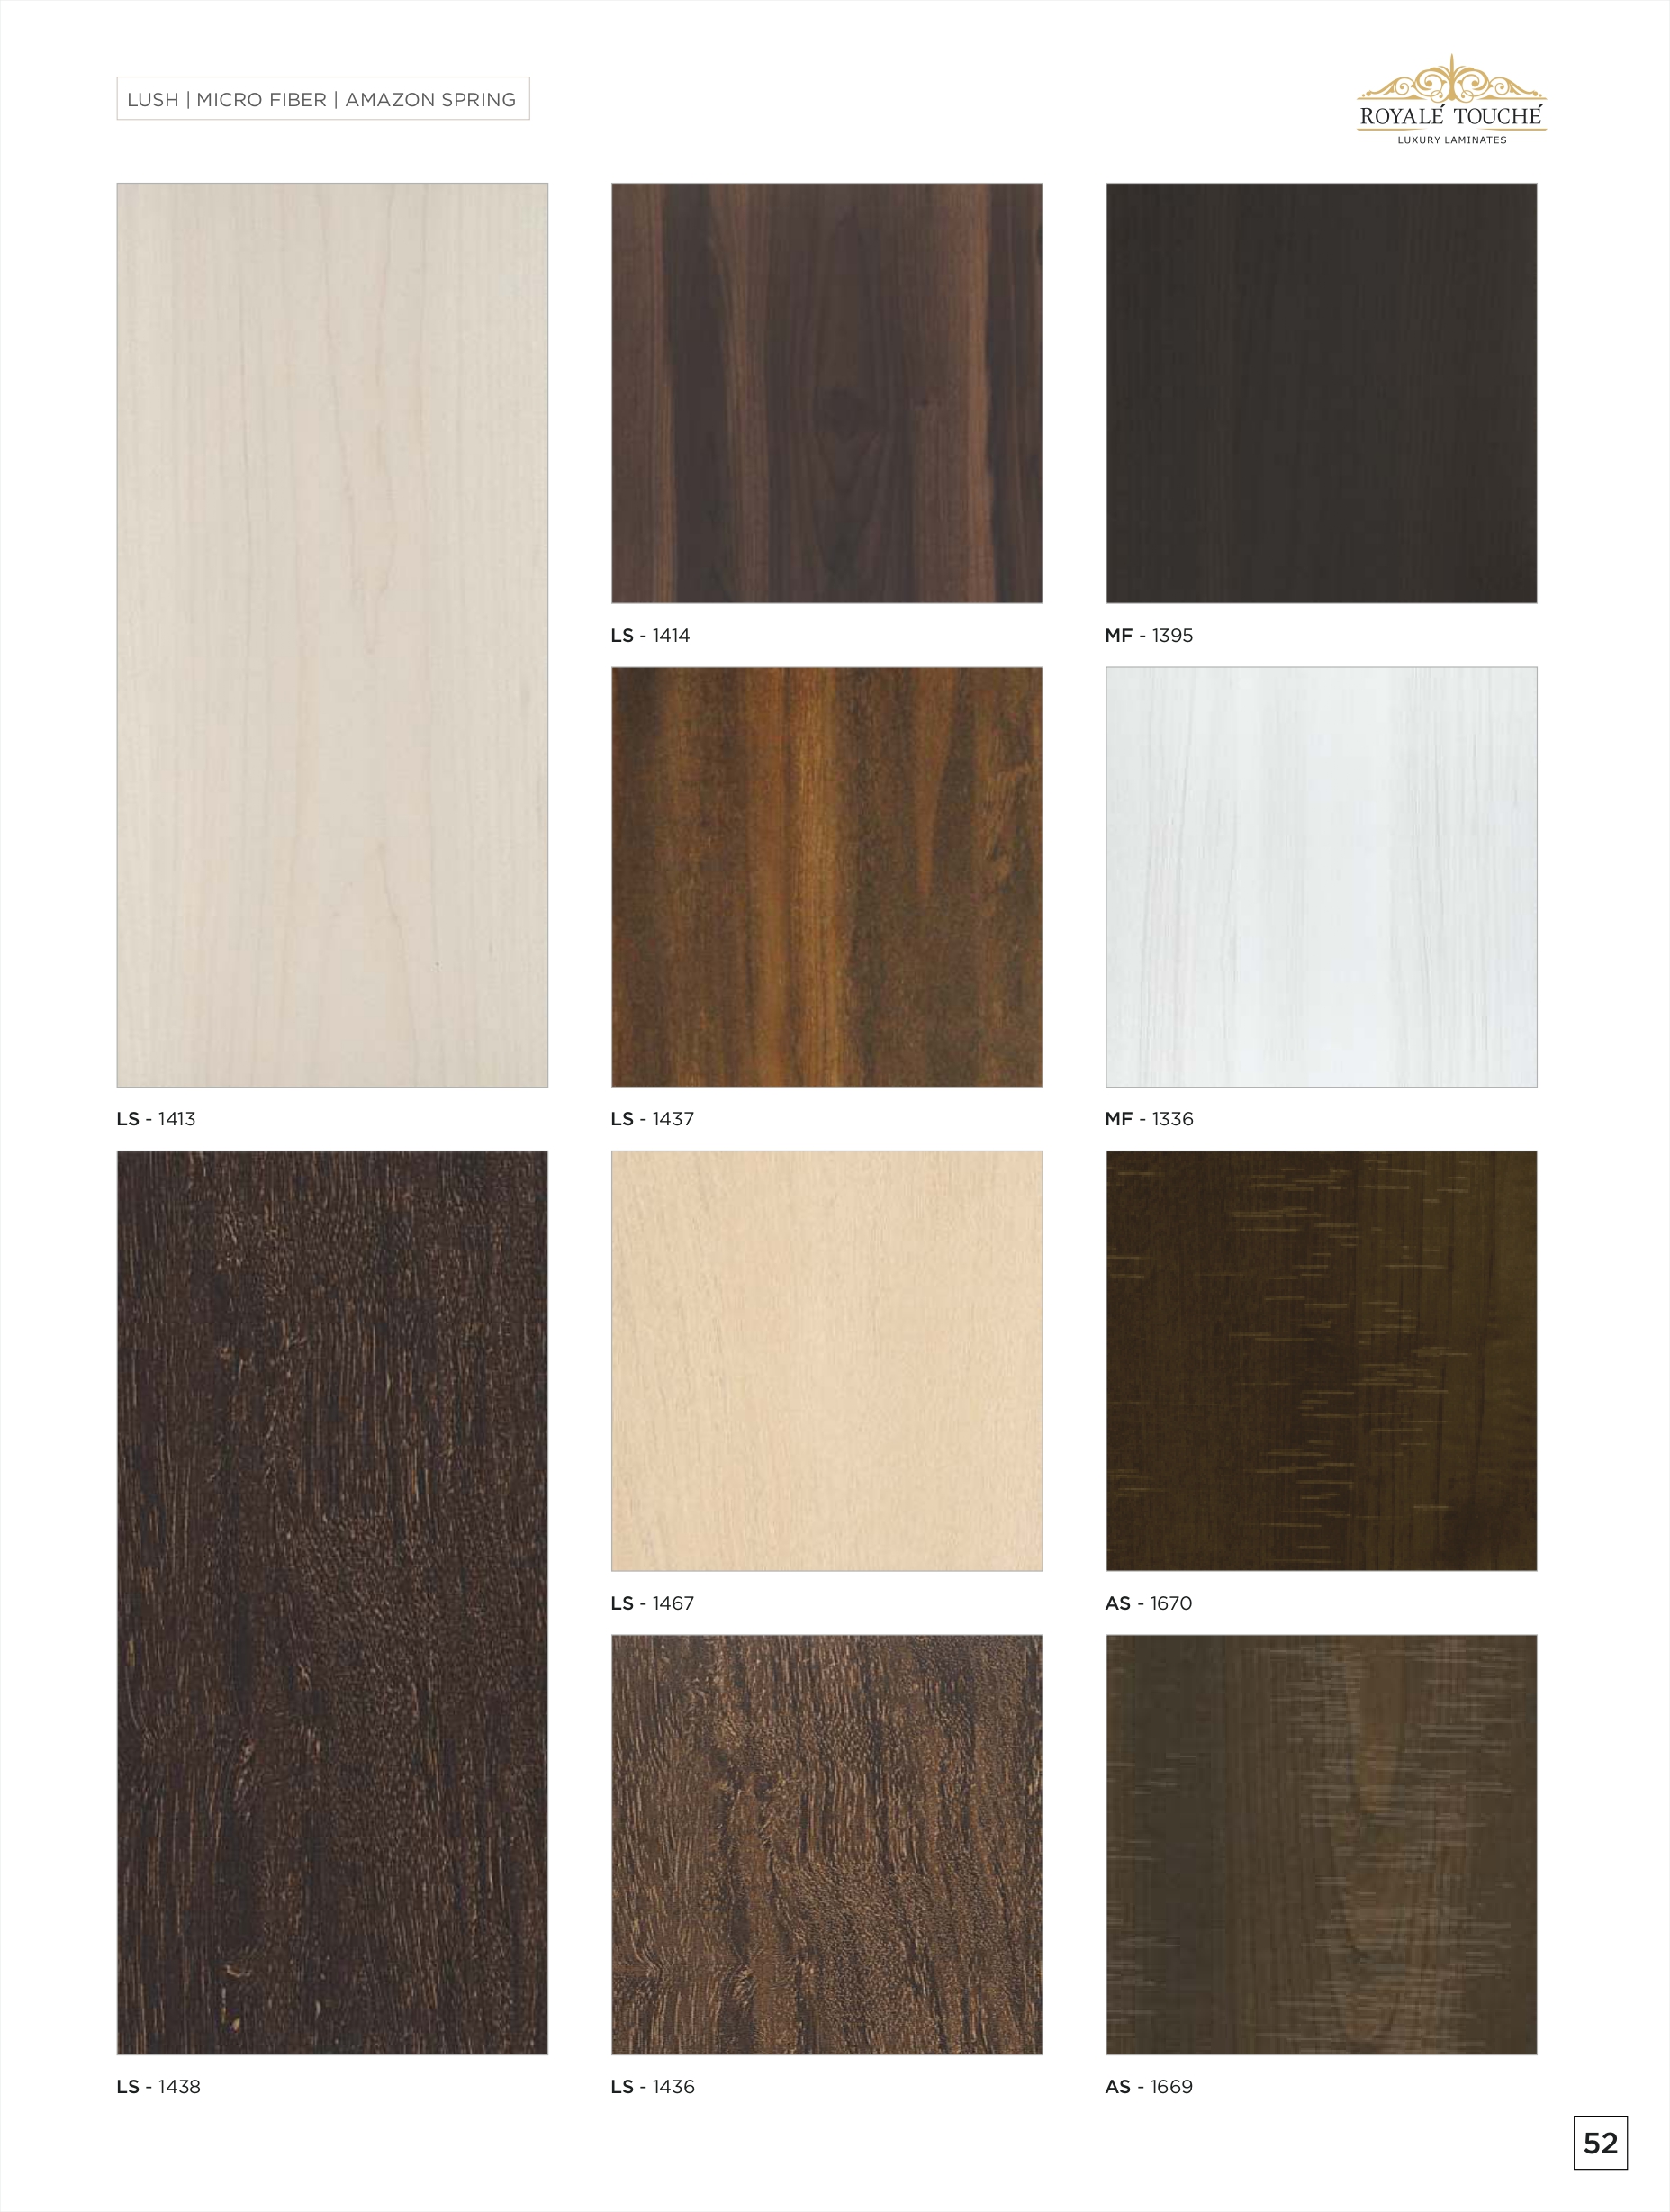 LUSH | MICRO FIBER | AMAZON SPRING
ROYALÉ TOUCHÉ
LUXURY LAMINATES
LS - 1414
MF - 1395
LS - 1413
LS - 1437
MF - 1336
LS - 1467
AS - 1670
LS - 1438
LS - 1436
AS - 1669
52